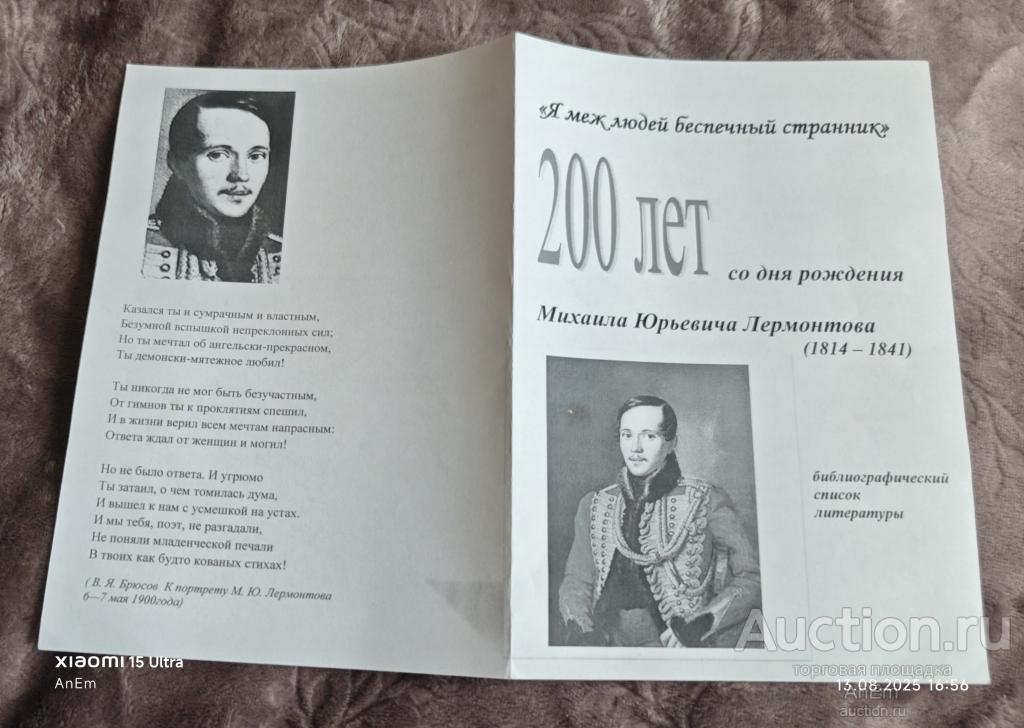 Казался ты и сумрачным и властным,
Безумной вспышкой непреклонных сил;
Но ты мечтал об ангельски-прекрасном,
Ты демонски-мятежное любил!
Ты никогда не мог быть безучастным,
От гимнов ты к проклятиям спешил,
И в жизни верил всем мечтам напрасным:
Ответа ждал от женщин и могил!
Но не было ответа. И угрюмо
Ты затаил, о чем томилась дума,
И вышел к нам с усмешкой на устах.
И мы тебя, поэт, не разгадали,
Не поняли младенческой печали
В твоих как будто кованых стихах!
( В. Я. Брюсов К портрету М. Ю. Лермонтова
6—7 мая 1900года)
«Я меж людей беспечный странник»
200 лет
со дня рождения
Михаила Юрьевича Лермонтова
(1814 – 1841)
библиографический
список
литературы
xiaomi 15 Ultra
AnEm
Auction.ru
торговая площадка
13.08.2025 16:56
AnEm
auction.ru